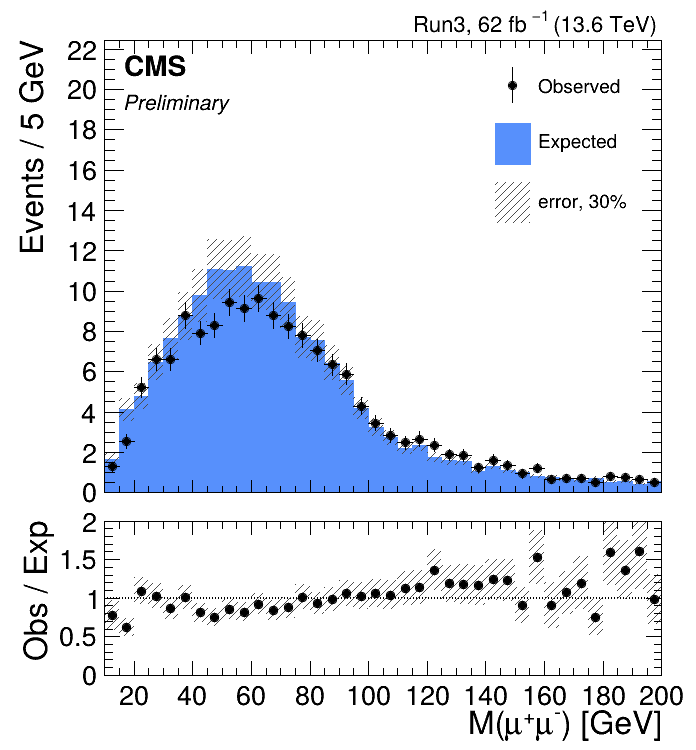 Run3, 62 fb⁻¹ (13.6 TeV)
CMS
Preliminary
Observed
Expected
error, 30%
Events / 5 GeV
22
20
18
16
14
12
10
8
6
4
2
0
Obs / Exp
2
1.5
1
0.5
0
20 40 60 80 100 120 140 160 180 200
M(μ⁺μ⁻) [GeV]